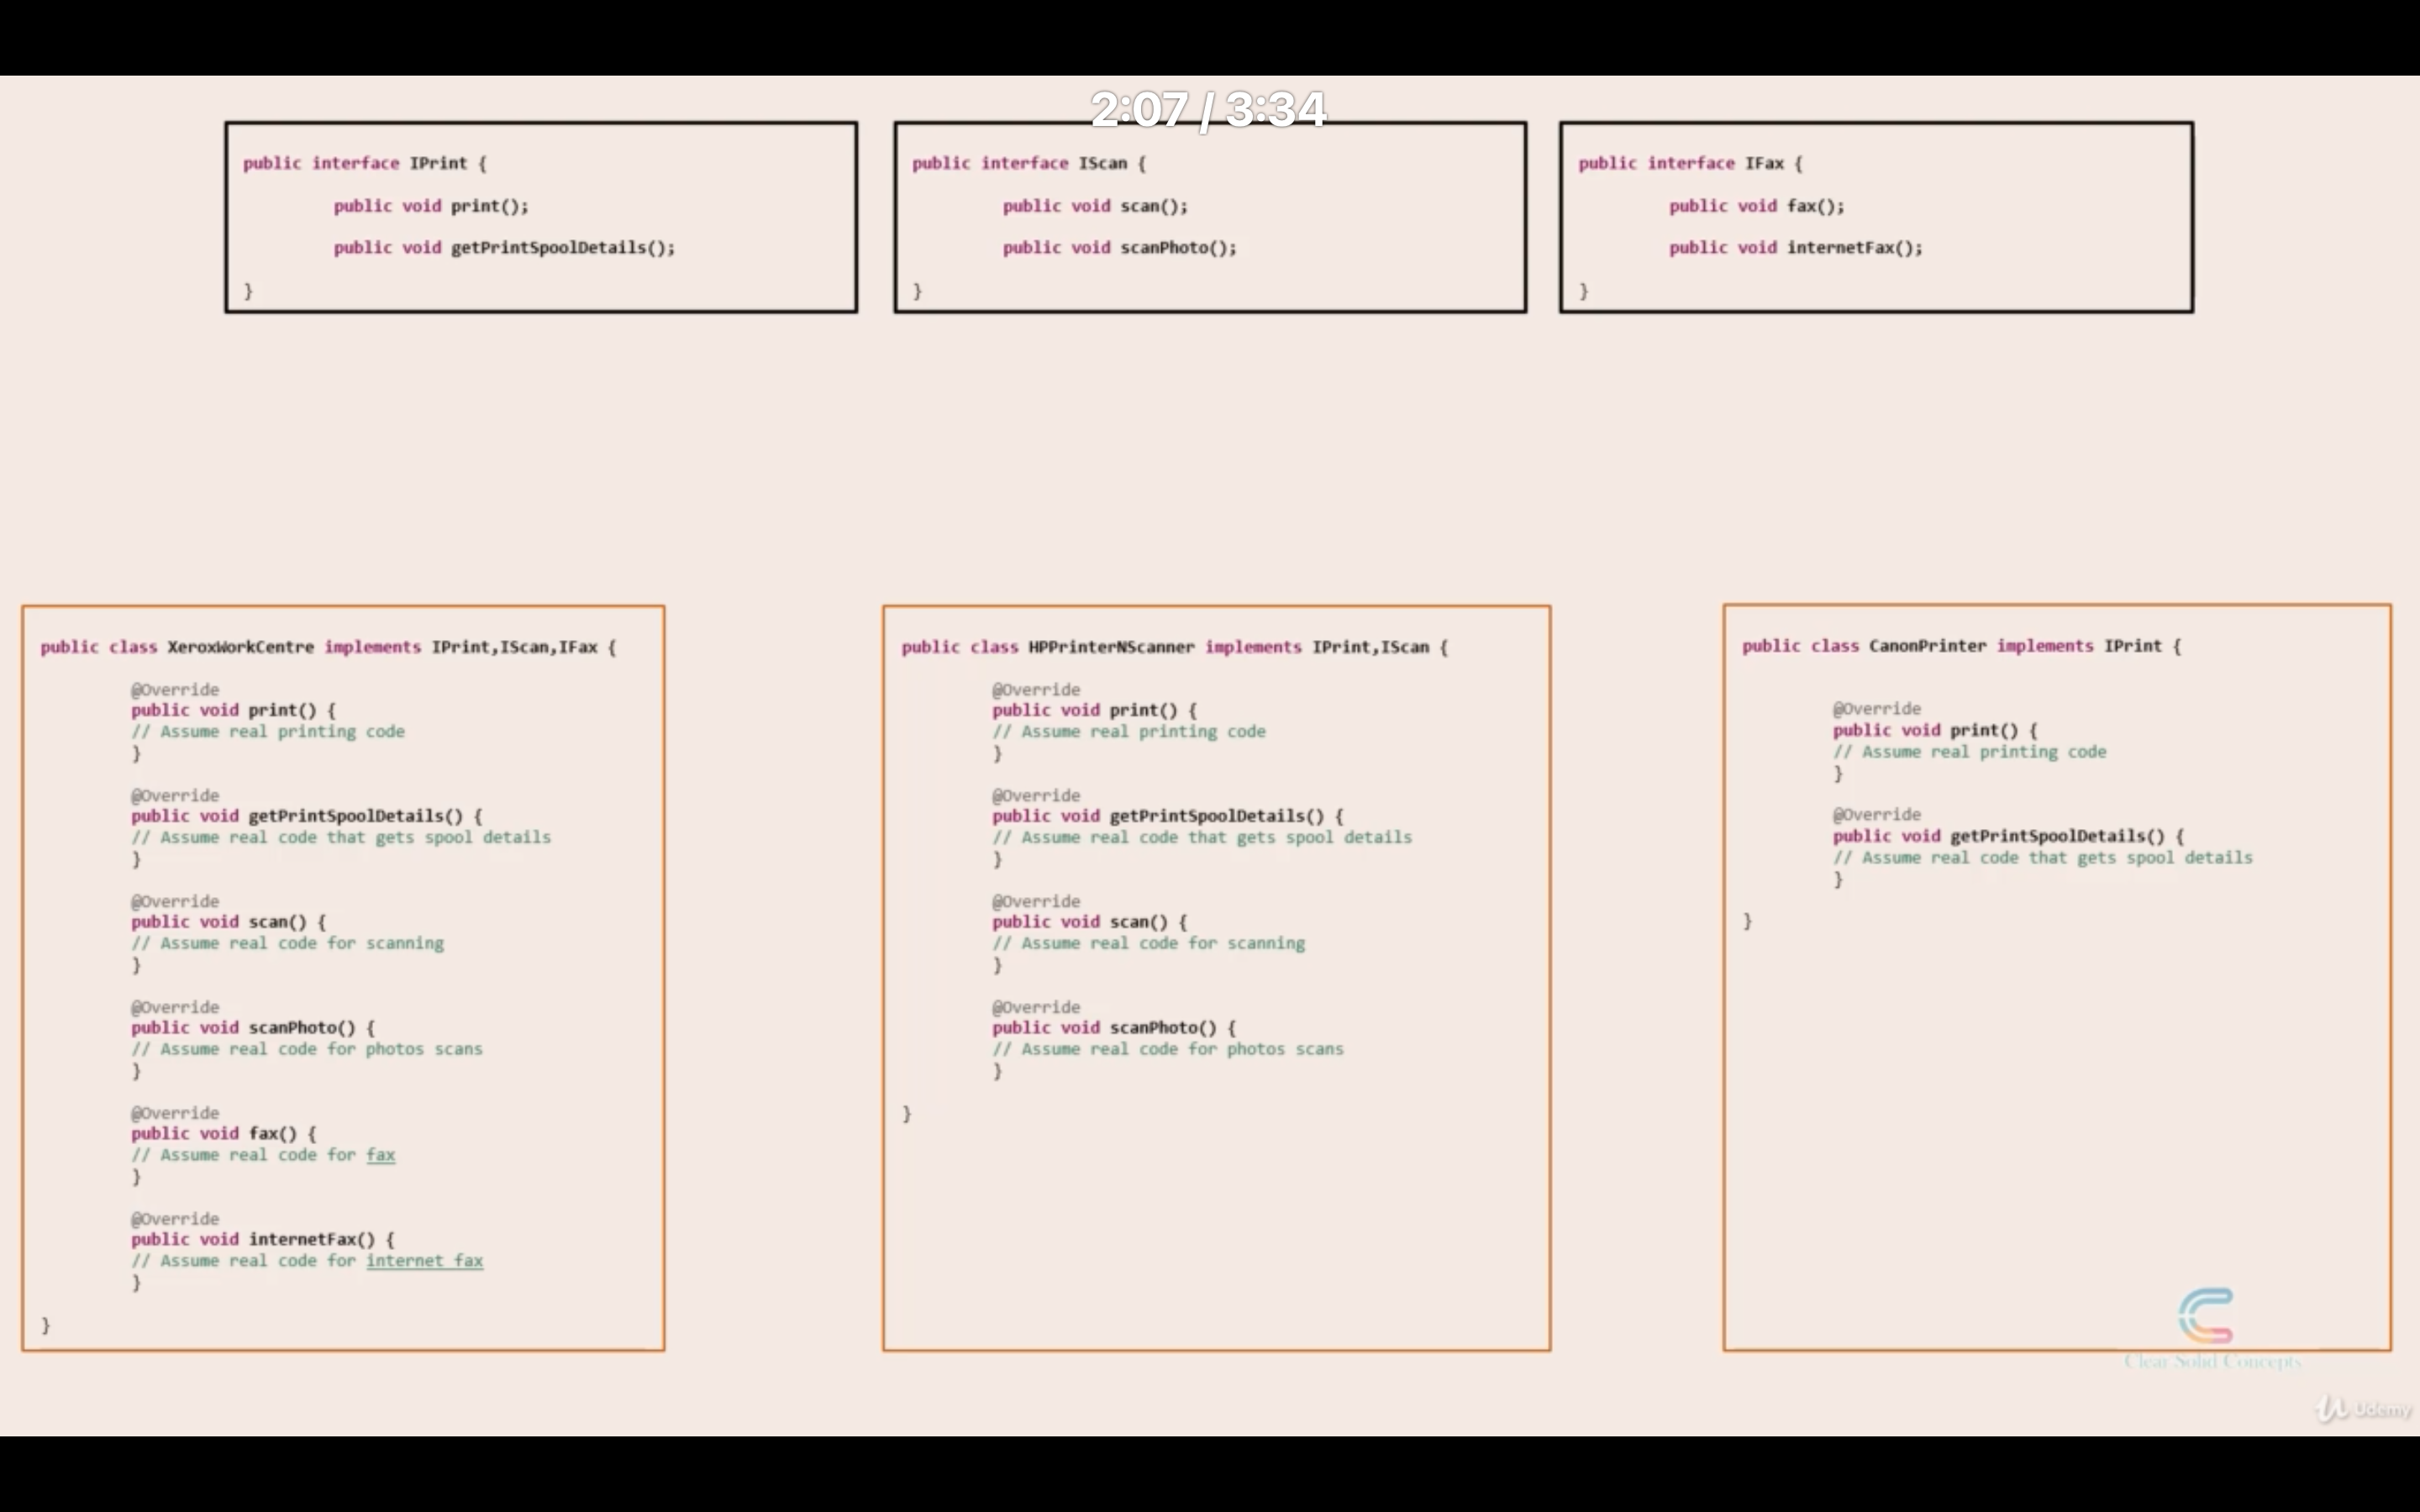 2:07 / 3:34
public interface IPrint {
public void print();
public void getPrintSpoolDetails();
}
public interface IScan {
public void scan();
public void scanPhoto();
}
public interface IFax {
public void fax();
public void internetFax();
}
public class XeroxWorkCentre implements IPrint,IScan,IFax {
@Override
public void print() {
// Assume real printing code
}
@Override
public void getPrintSpoolDetails() {
// Assume real code that gets spool details
}
@Override
public void scan() {
// Assume real code for scanning
}
@Override
public void scanPhoto() {
// Assume real code for photos scans
}
@Override
public void fax() {
// Assume real code for fax
}
@Override
public void internetFax() {
// Assume real code for internet fax
}
}
public class HPPrinterNScanner implements IPrint,IScan {
@Override
public void print() {
// Assume real printing code
}
@Override
public void getPrintSpoolDetails() {
// Assume real code that gets spool details
}
@Override
public void scan() {
// Assume real code for scanning
}
@Override
public void scanPhoto() {
// Assume real code for photos scans
}
}
public class CanonPrinter implements IPrint {
@Override
public void print() {
// Assume real printing code
}
@Override
public void getPrintSpoolDetails() {
// Assume real code that gets spool details
}
}
Clear Solid Concepts
Udemy